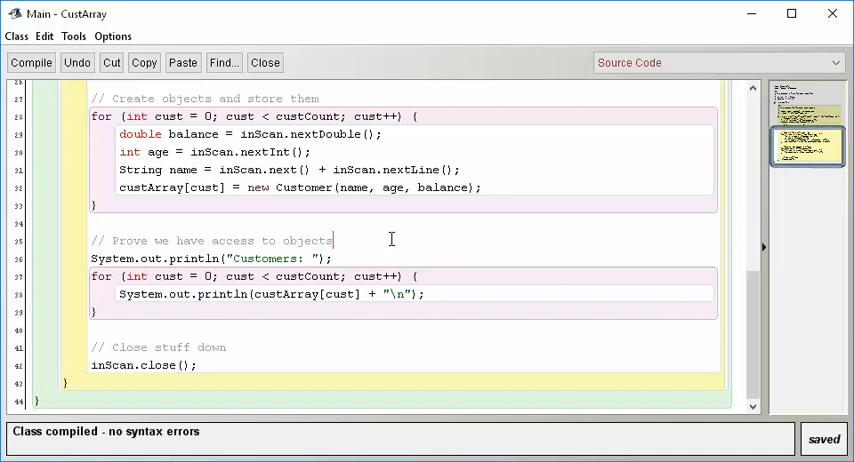 Main - CustArray
Class Edit Tools Options
Compile Undo Cut Copy Paste Find... Close Source Code
27 // Create objects and store them
28 for (int cust = 0; cust < custCount; cust++) {
29 double balance = inScan.nextDouble();
30 int age = inScan.nextInt();
31 String name = inScan.next() + inScan.nextLine();
32 custArray[cust] = new Customer(name, age, balance);
33 }
34
35 // Prove we have access to objects
36 System.out.println("Customers: ");
37 for (int cust = 0; cust < custCount; cust++) {
38 System.out.println(custArray[cust] + "\n");
39 }
40
41 // Close stuff down
42 inScan.close();
43 }
44 }
Class compiled - no syntax errors
saved